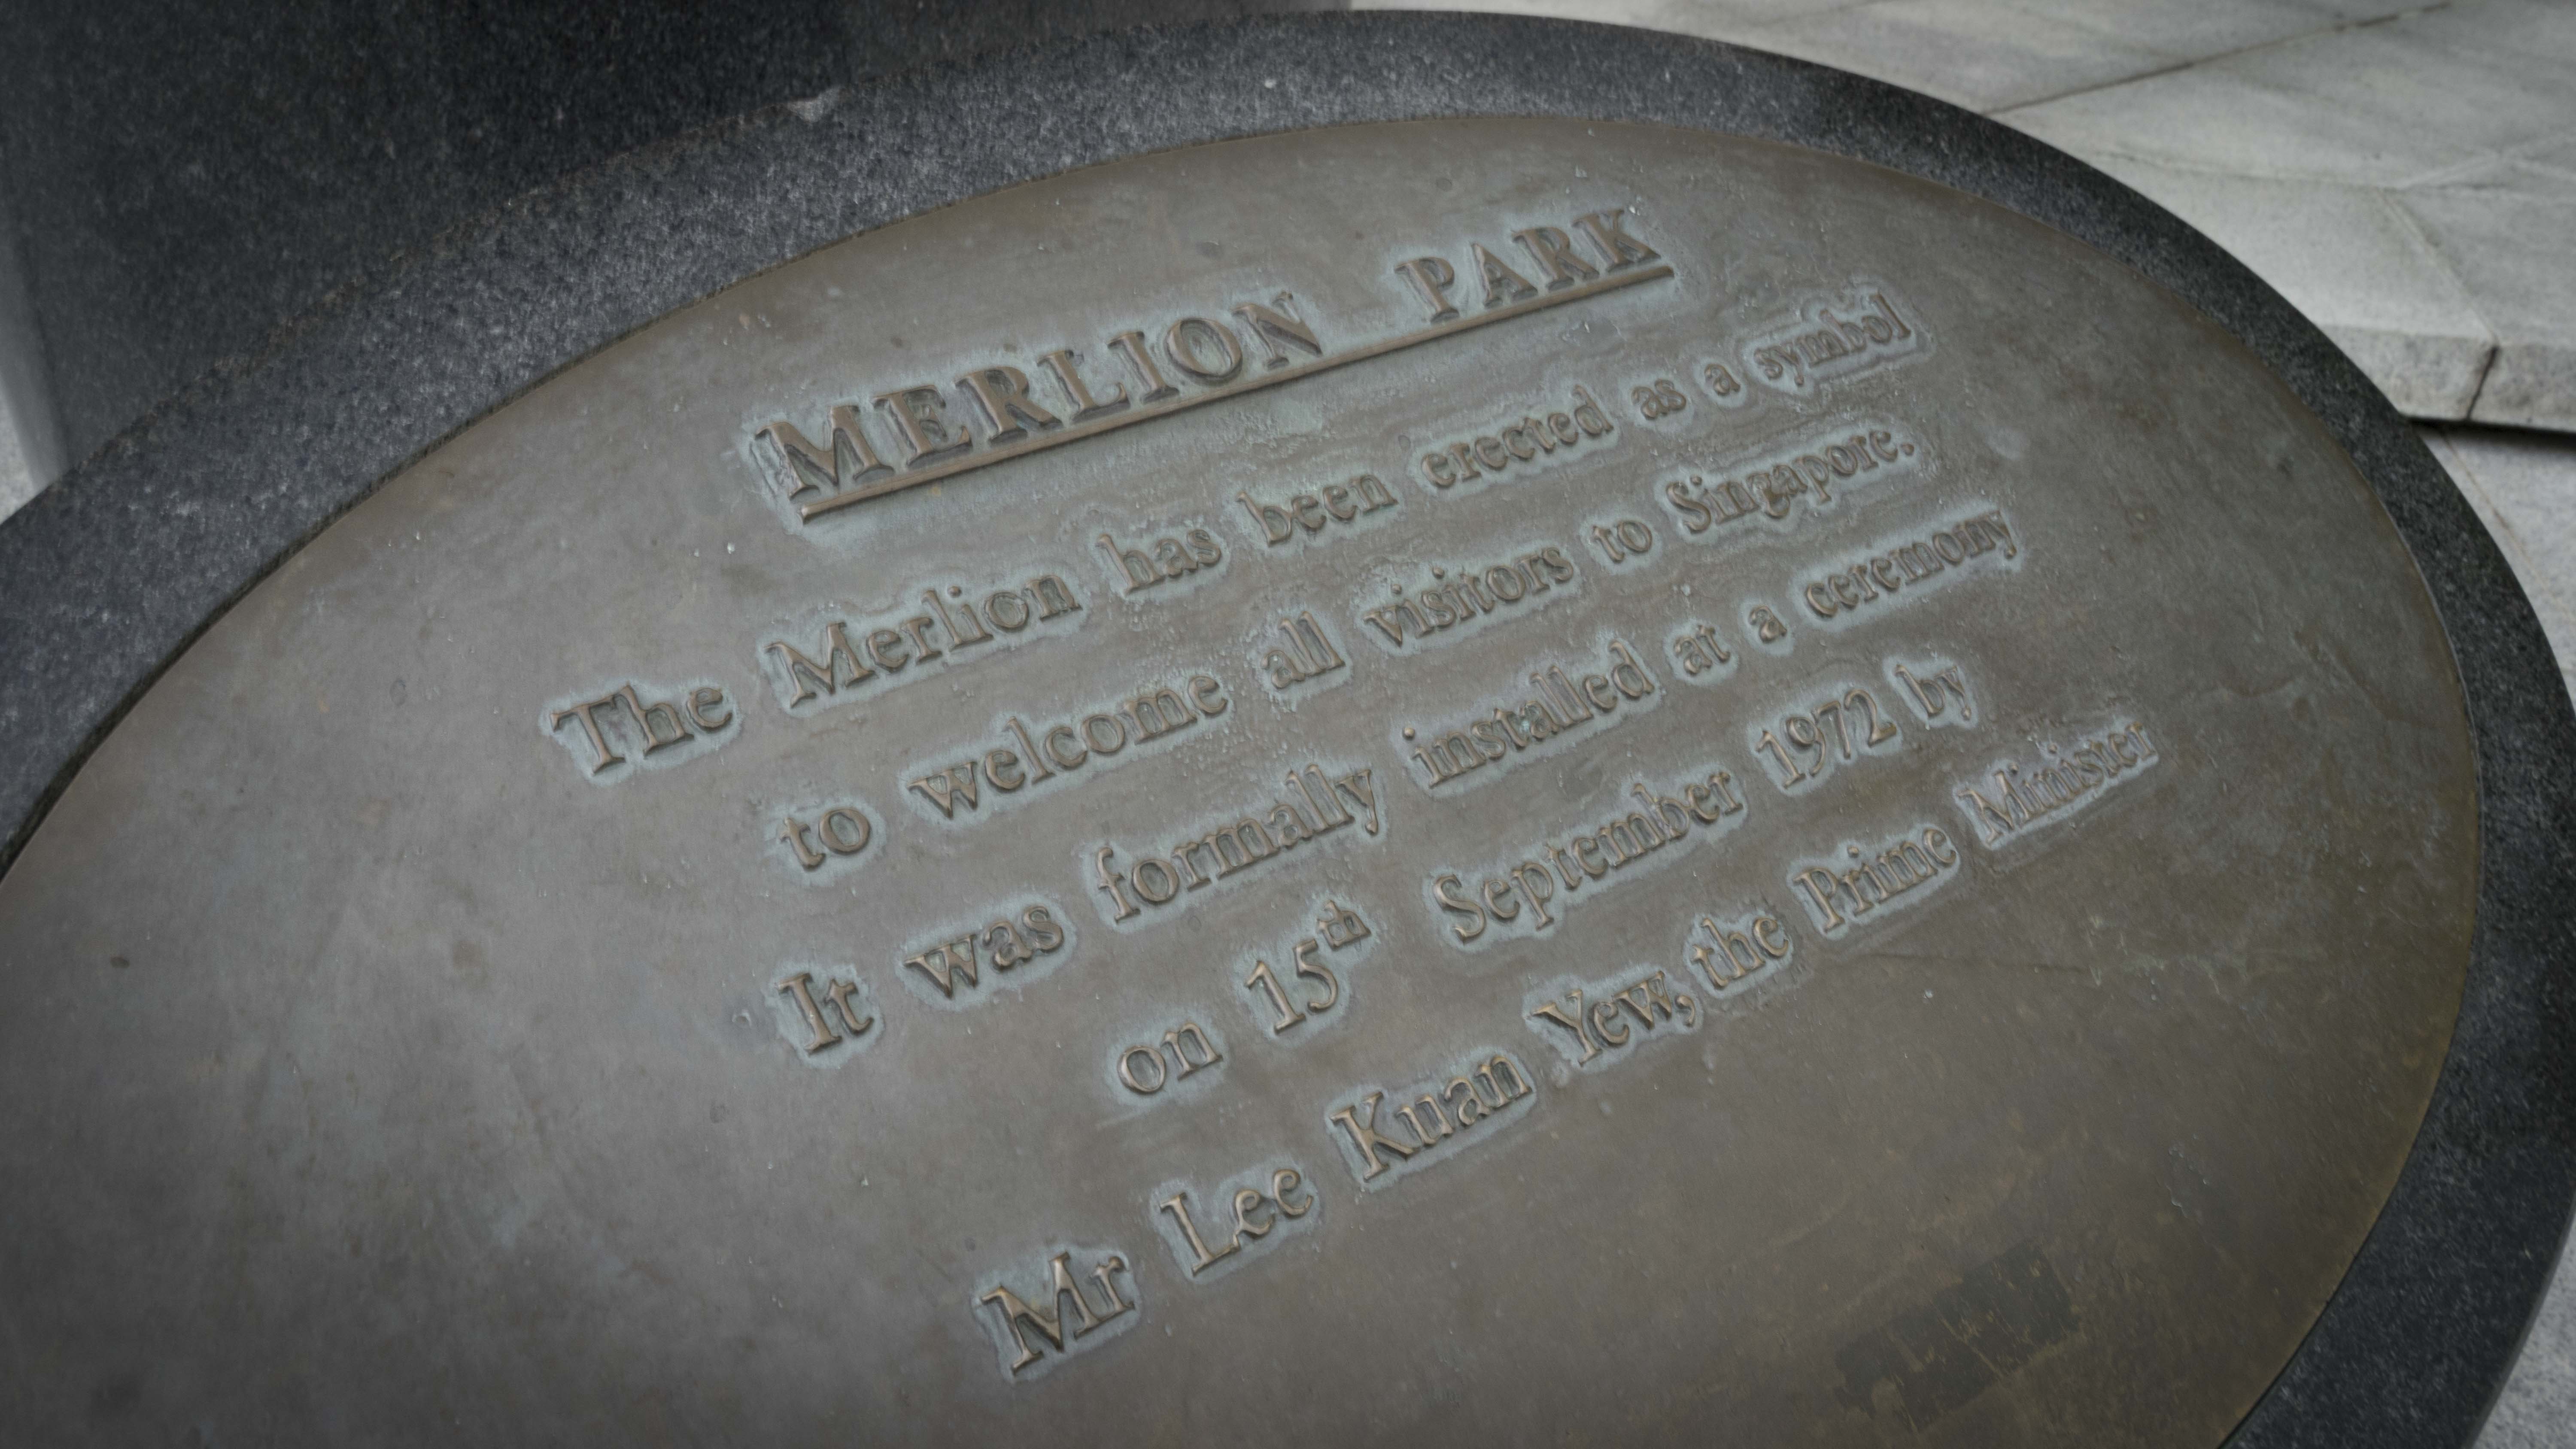 MERLION PARK
The Merlion has been erected as a symbol
to welcome all visitors to Singapore.
It was formally installed at a ceremony
on 15th September 1972 by
Mr Lee Kuan Yew, the Prime Minister